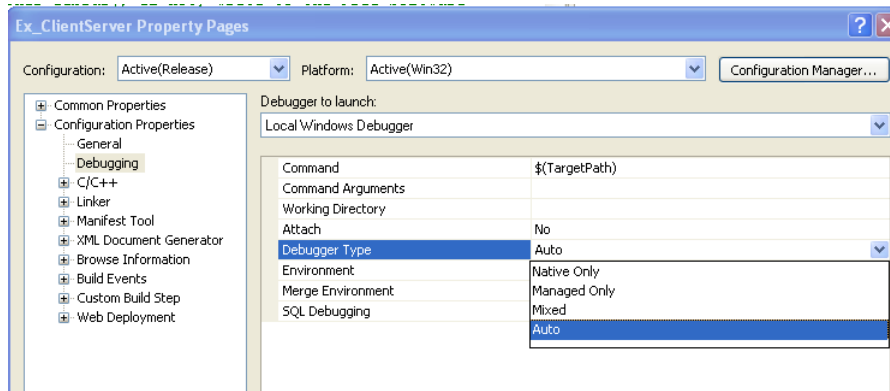 Ex_ClientServer Property Pages
Configuration: Active(Release) Platform: Active(Win32) Configuration Manager...
Common Properties
Configuration Properties
General
Debugging
C/C++
Linker
Manifest Tool
XML Document Generator
Browse Information
Build Events
Custom Build Step
Web Deployment
Debugger to launch:
Local Windows Debugger
Command $(TargetPath)
Command Arguments
Working Directory
Attach No
Debugger Type Auto
Environment
Merge Environment
SQL Debugging
Native Only
Managed Only
Mixed
Auto